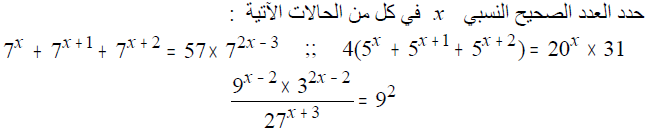 حدد العدد الصحيح النسبي x في كل من الحالات الآتية :
7^x + 7^{x+1} + 7^{x+2} = 57 × 7^{2x-3} ;; 4(5^x + 5^{x+1} + 5^{x+2}) = 20^x × 31
\frac{9^{x-2} × 3^{2x-2}}{27^{x+3}} = 9^2